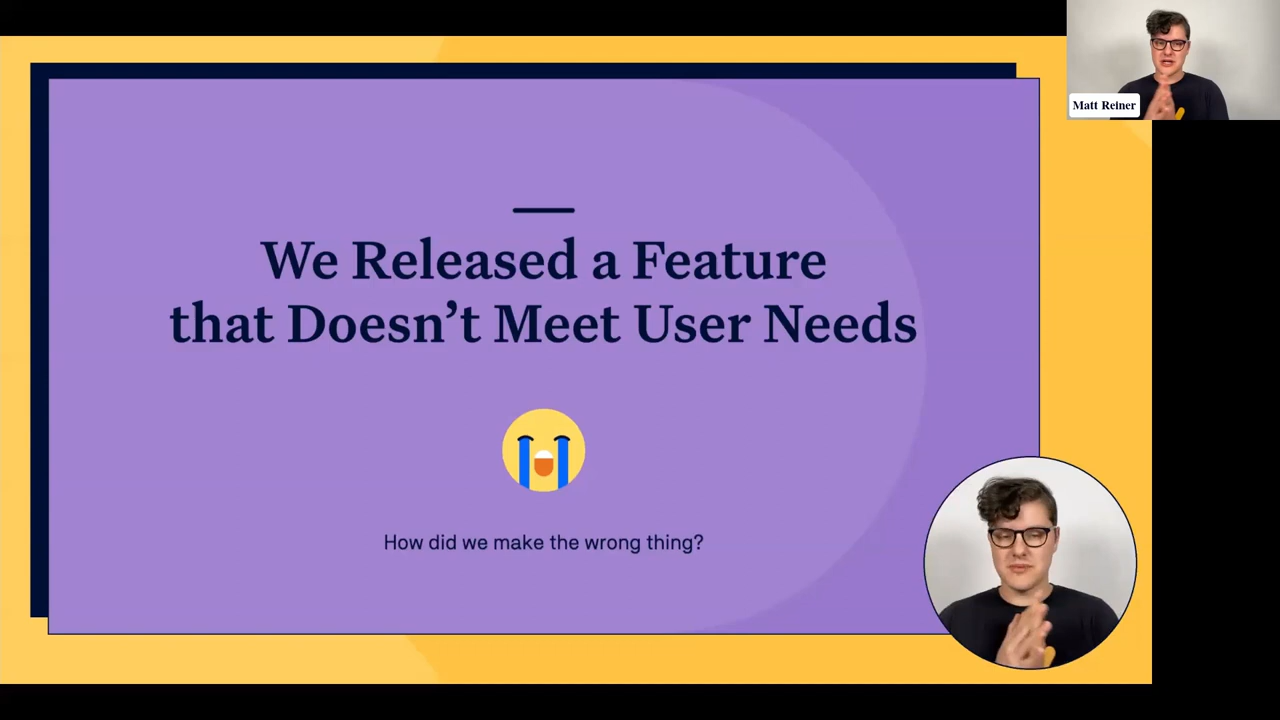 Matt Reiner
We Released a Feature
that Doesn’t Meet User Needs
How did we make the wrong thing?